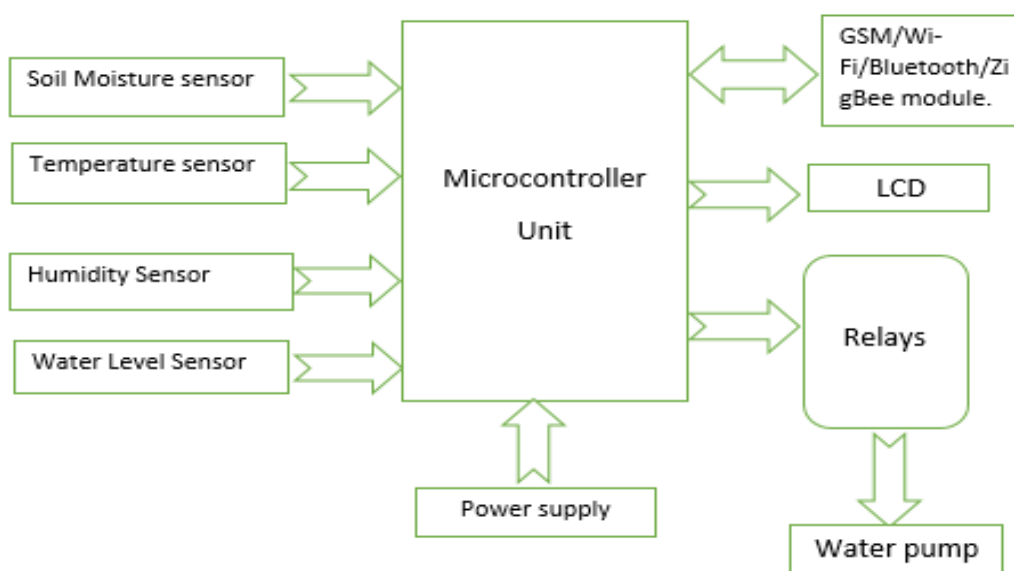 Soil Moisture sensor
Temperature sensor
Humidity Sensor
Water Level Sensor
Microcontroller
Unit
Power supply
GSM/Wi-
Fi/Bluetooth/Zi
gBee module.
LCD
Relays
Water pump